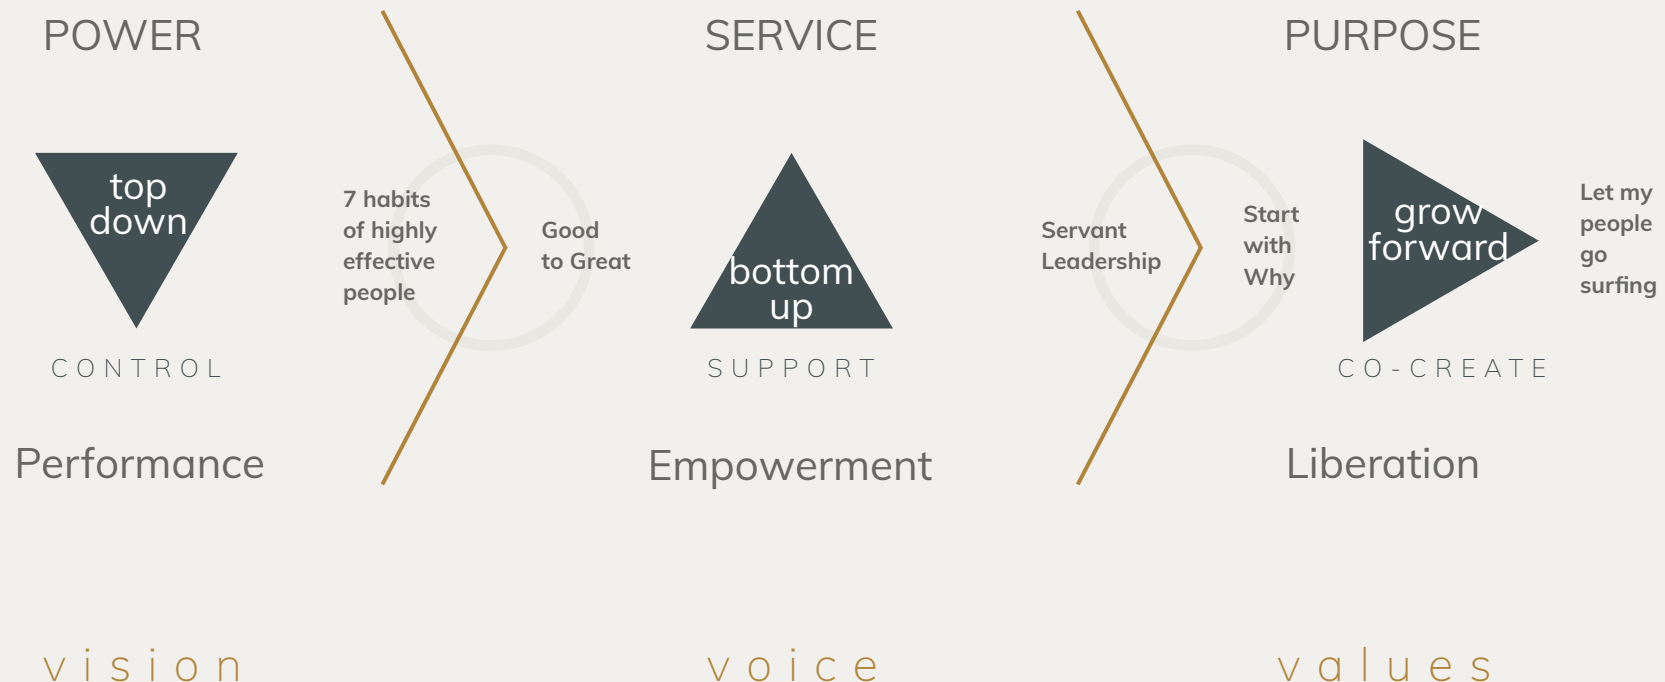 POWER
SERVICE
PURPOSE
top
down
7 habits
of highly
effective
people
Good
to Great
bottom
up
Servant
Leadership
Start
with
Why
grow
forward
Let my
people
go
surfing
CONTROL
SUPPORT
CO-CREATE
Performance
Empowerment
Liberation
vision
voice
values